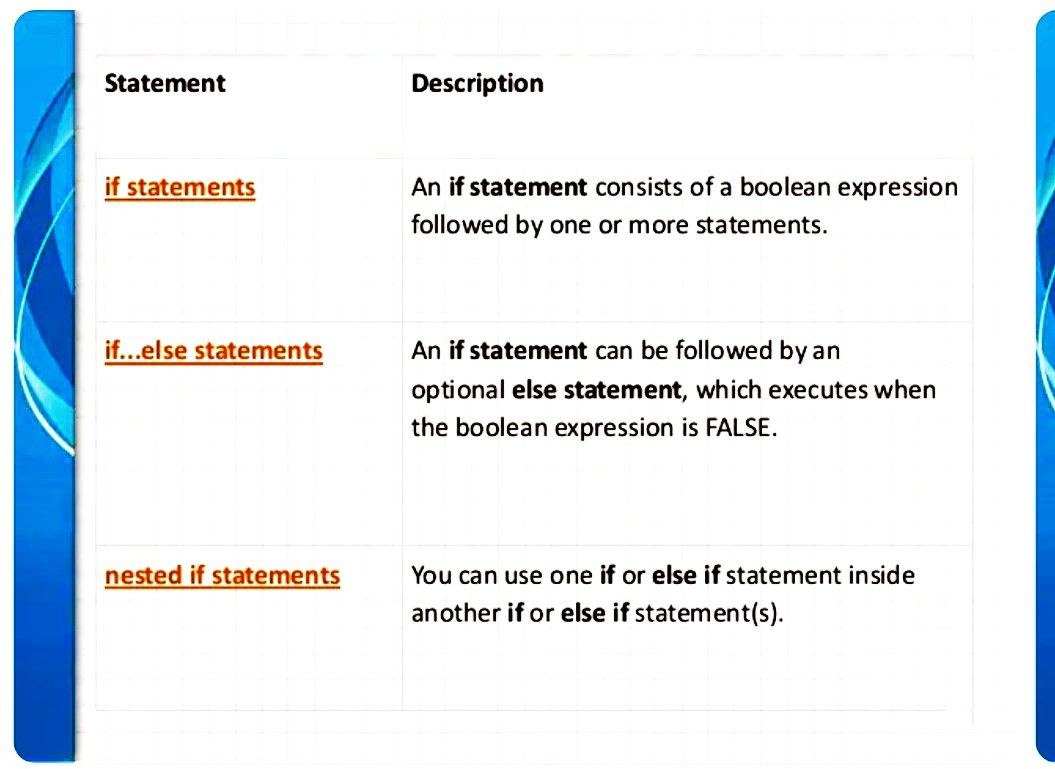 Statement
Description
if statements
An if statement consists of a boolean expression
followed by one or more statements.
if...else statements
An if statement can be followed by an
optional else statement, which executes when
the boolean expression is FALSE.
nested if statements
You can use one if or else if statement inside
another if or else if statement(s).